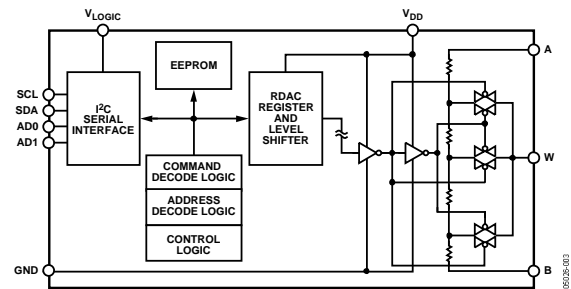 VLOGIC
VDD
SCL
SDA
AD0
AD1
I2C
SERIAL
INTERFACE
EEPROM
RDAC
REGISTER
AND
LEVEL
SHIFTER
COMMAND
DECODE LOGIC
ADDRESS
DECODE LOGIC
CONTROL
LOGIC
A
W
B
GND
05026-003